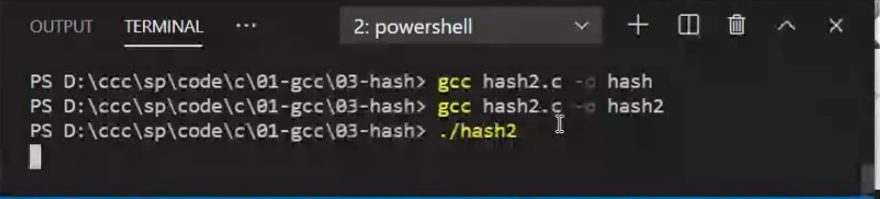 OUTPUT TERMINAL ... 2: powershell
PS D:\ccc\sp\code\c\01-gcc\03-hash> gcc hash2.c -o hash
PS D:\ccc\sp\code\c\01-gcc\03-hash> gcc hash2.c -o hash2
PS D:\ccc\sp\code\c\01-gcc\03-hash> ./hash2